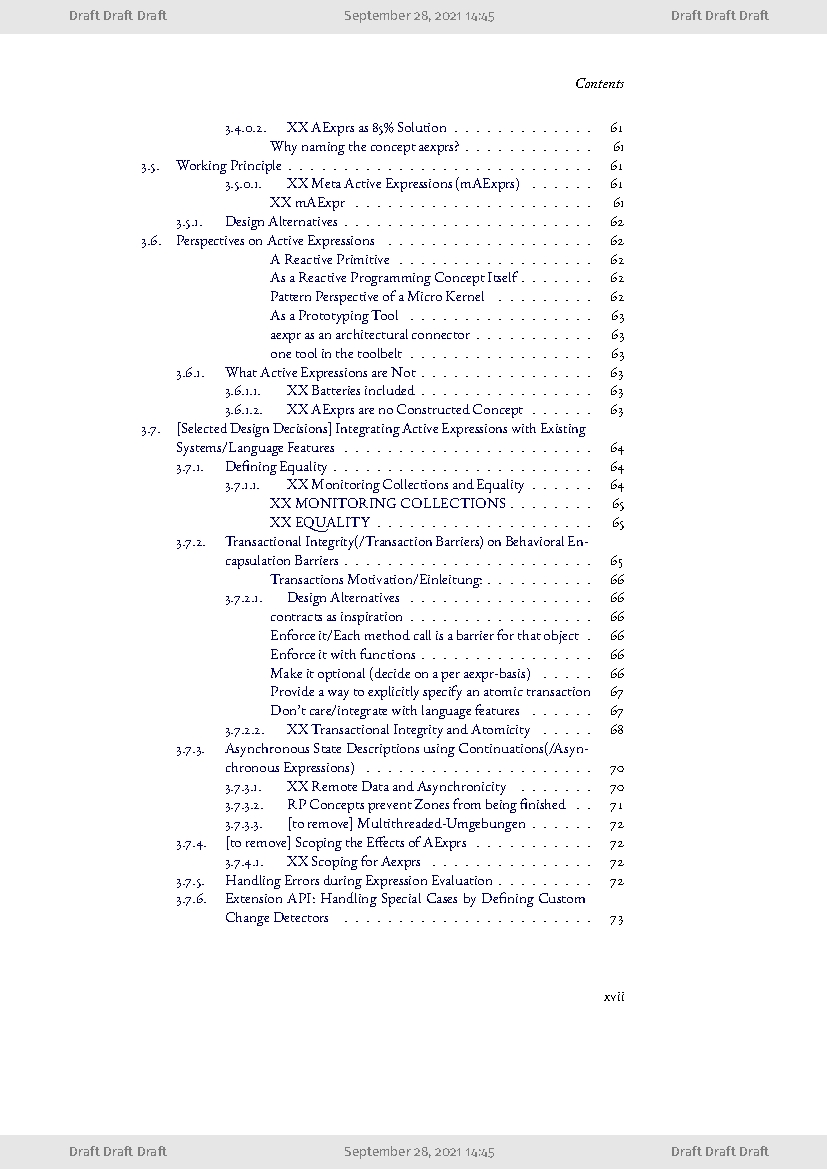 Draft Draft Draft September 28, 2021 14:45 Draft Draft Draft
Contents
3.4.0.2. XX AExprs as 85% Solution . . . . . . . . . . . . . 61
Why naming the concept aexprs? . . . . . . . . . . . . 61
3.5. Working Principle . . . . . . . . . . . . . . . . . . . . . . . . . . . . 61
3.5.0.1. XX Meta Active Expressions (mAExprs) . . . . . . 61
XX mAExpr . . . . . . . . . . . . . . . . . . . . . . 61
3.5.1. Design Alternatives . . . . . . . . . . . . . . . . . . . . . . . 62
3.6. Perspectives on Active Expressions . . . . . . . . . . . . . . . . . . . 62
A Reactive Primitive . . . . . . . . . . . . . . . . . . 62
As a Reactive Programming Concept Itself . . . . . . . 62
Pattern Perspective of a Micro Kernel . . . . . . . . . 62
As a Prototyping Tool . . . . . . . . . . . . . . . . . 63
aexpr as an architectural connector . . . . . . . . . . . 63
one tool in the toolbelt . . . . . . . . . . . . . . . . . 63
3.6.1. What Active Expressions are Not . . . . . . . . . . . . . . . . 63
3.6.1.1. XX Batteries included . . . . . . . . . . . . . . . . 63
3.6.1.2. XX AExprs are no Constructed Concept . . . . . . 63
3.7. [Selected Design Decisions] Integrating Active Expressions with Existing
Systems/Language Features . . . . . . . . . . . . . . . . . . . . . . . 64
3.7.1. Defining Equality . . . . . . . . . . . . . . . . . . . . . . . . 64
3.7.1.1. XX Monitoring Collections and Equality . . . . . . 64
XX MONITORING COLLECTIONS . . . . . . . . 65
XX EQUALITY . . . . . . . . . . . . . . . . . . . . 65
3.7.2. Transactional Integrity(/Transaction Barriers) on Behavioral En-
capsulation Barriers . . . . . . . . . . . . . . . . . . . . . . . 65
Transactions Motivation/Einleitung: . . . . . . . . . . 66
3.7.2.1. Design Alternatives . . . . . . . . . . . . . . . . . 66
contracts as inspiration . . . . . . . . . . . . . . . . . 66
Enforce it/Each method call is a barrier for that object . 66
Enforce it with functions . . . . . . . . . . . . . . . . 66
Make it optional (decide on a per aexpr-basis) . . . . . 66
Provide a way to explicitly specify an atomic transaction 67
Don't care/integrate with language features . . . . . . 67
3.7.2.2. XX Transactional Integrity and Atomicity . . . . . 68
3.7.3. Asynchronous State Descriptions using Continuations(/Asyn-
chronous Expressions) . . . . . . . . . . . . . . . . . . . . . 70
3.7.3.1. XX Remote Data and Asynchronicity . . . . . . . 70
3.7.3.2. RP Concepts prevent Zones from being finished . . 71
3.7.3.3. [to remove] Multithreaded-Umgebungen . . . . . . 72
3.7.4. [to remove] Scoping the Effects of AExprs . . . . . . . . . . . 72
3.7.4.1. XX Scoping for Aexprs . . . . . . . . . . . . . . . 72
3.7.5. Handling Errors during Expression Evaluation . . . . . . . . . 72
3.7.6. Extension API: Handling Special Cases by Defining Custom
Change Detectors . . . . . . . . . . . . . . . . . . . . . . . 73
xvii
Draft Draft Draft September 28, 2021 14:45 Draft Draft Draft